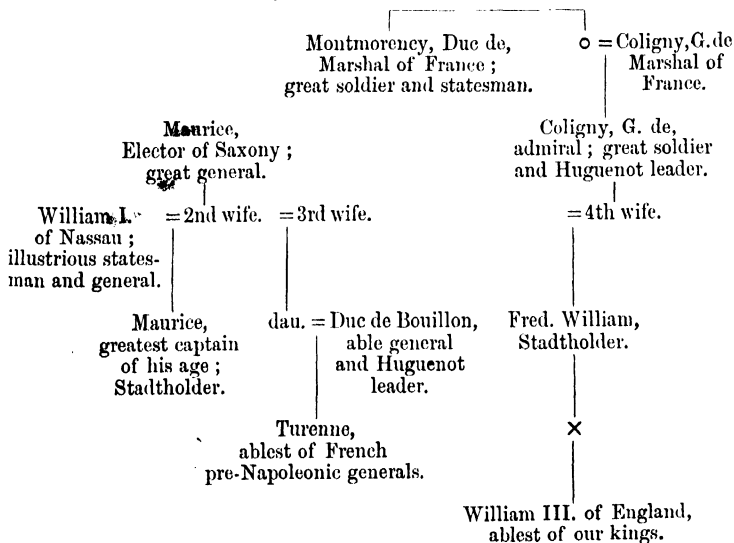 Montmorency, Duc de,
Marshal of France ;
great soldier and statesman.
o = Coligny, G. de
Marshal of
France.
Maurice,
Elector of Saxony ;
great general.
Coligny, G. de,
admiral ; great soldier
and Huguenot leader.
William I.
of Nassau ;
illustrious states-
man and general.
= 2nd wife. = 3rd wife.
= 4th wife.
Maurice,
greatest captain
of his age ;
Stadtholder.
dau. = Duc de Bouillon,
able general
and Huguenot
leader.
Fred. William,
Stadtholder.
Turenne,
ablest of French
pre-Napoleonic generals.
×
William III. of England,
ablest of our kings.